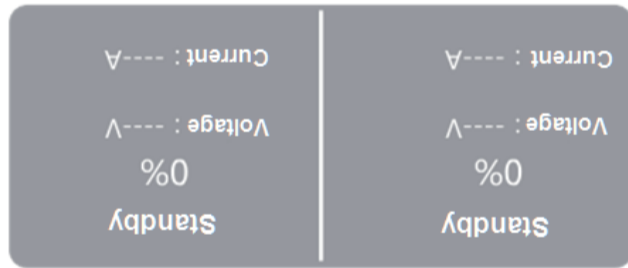 Standby
0%
Voltage : ----V
Current : ----A
Standby
0%
Voltage : ----V
Current : ----A